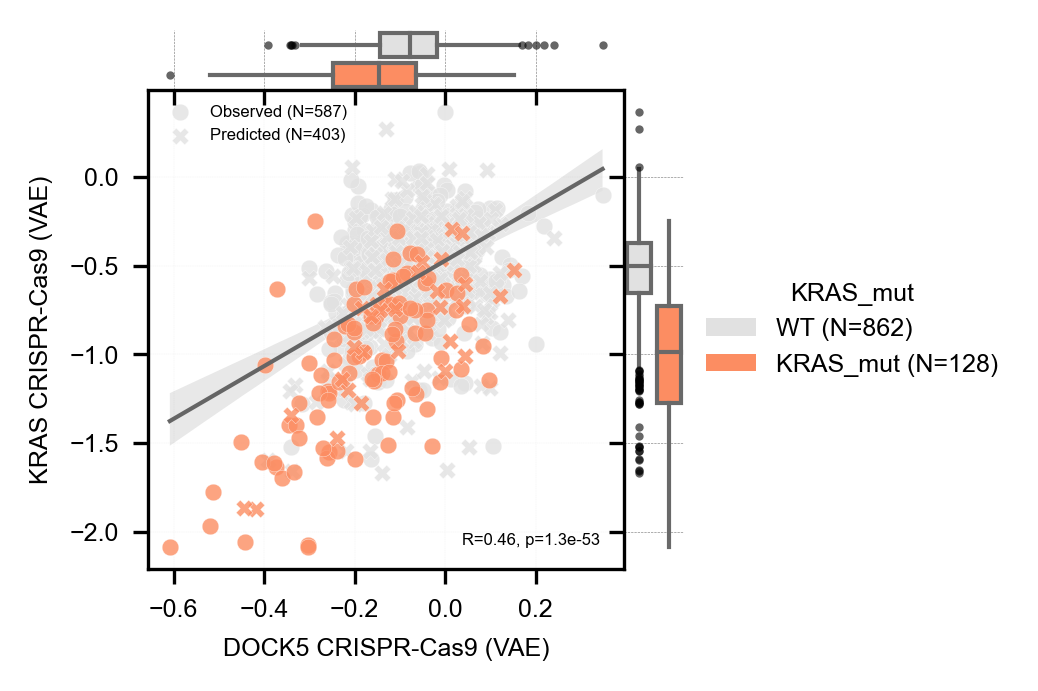 Observed (N=587)
Predicted (N=403)
0.0
−0.5
−1.0
−1.5
−2.0
KRAS CRISPR-Cas9 (VAE)
R=0.46, p=1.3e-53
−0.6
−0.4
−0.2
0.0
0.2
DOCK5 CRISPR-Cas9 (VAE)
KRAS_mut
WT (N=862)
KRAS_mut (N=128)